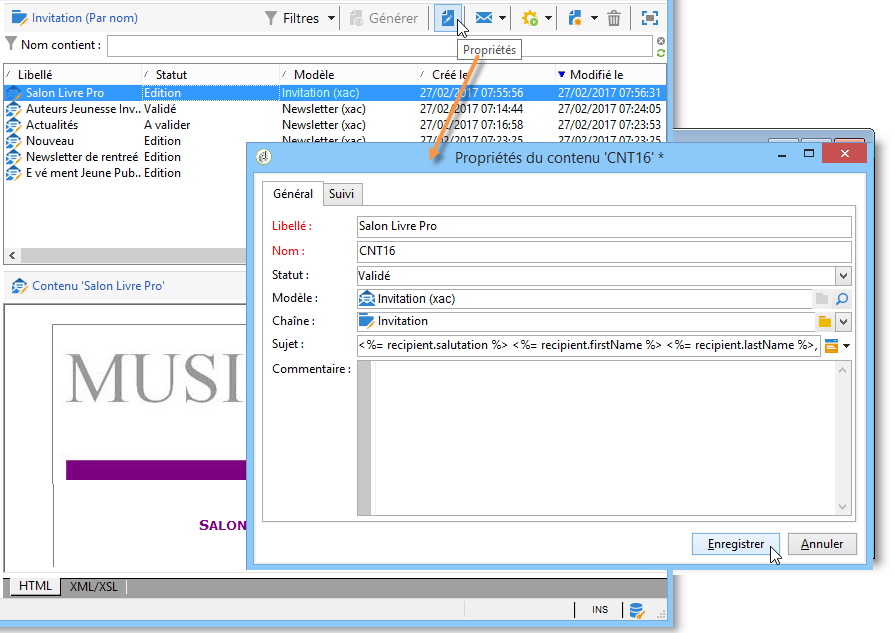 Invitation (Par nom)
Filtres
Générer
Nom contient :
Propriétés
Libellé Statut Modèle Créé le Modifié le
Salon Livre Pro Edition Invitation (xac) 27/02/2017 07:55:56 27/02/2017 07:56:31
Auteurs Jeunesse Inv.. Validé Newsletter (xac) 27/02/2017 07:14:44 27/02/2017 07:24:05
Actualités A valider Newsletter (xac) 27/02/2017 07:16:58 27/02/2017 07:23:53
Nouveau Edition Newsletter (xac) 27/02/2017 07:23:25 27/02/2017 07:23:45
Newsletter de rentreé Edition
E vé ment Jeune Pub.. Edition
Propriétés du contenu 'CNT16' *
Général Suivi
Libellé : Salon Livre Pro
Nom : CNT16
Statut : Validé
Modèle : Invitation (xac)
Chaîne : Invitation
Sujet : <%= recipient.salutation %> <%= recipient.firstName %> <%= recipient.lastName %>,
Commentaire :
Enregistrer Annuler
Contenu 'Salon Livre Pro'
MUSI
SALON
HTML XML/XSL
INS